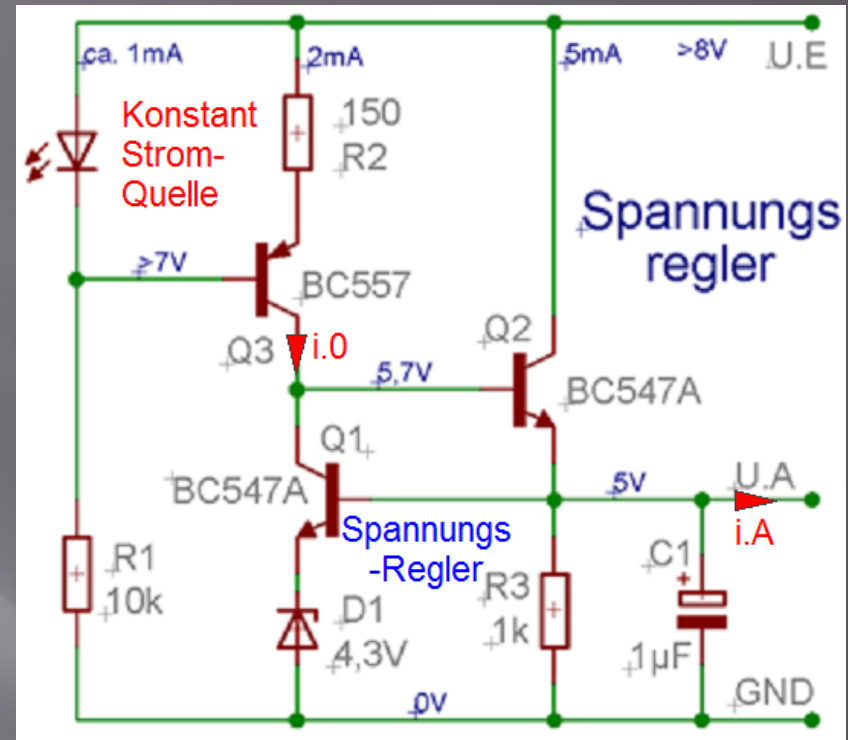 ca. 1mA
2mA
5mA
>8V
U.E
Konstant
Strom-
Quelle
150
R2
Spannungs
regler
>7V
BC557
Q3
i.0
5,7V
Q2
BC547A
Q1
BC547A
5V
U.A
i.A
Spannungs
-Regler
R1
10k
D1
4,3V
R3
1k
C1
+
1µF
0V
GND